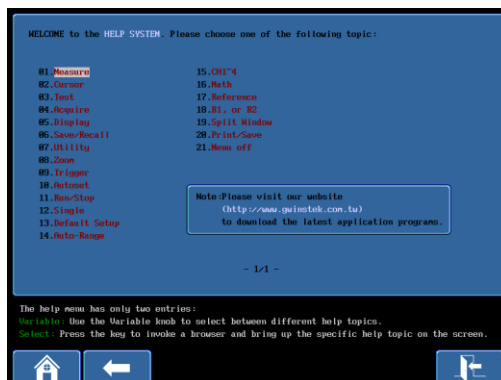 WELCOME to the HELP SYSTEM. Please choose one of the following topic:
01.Measure
02.Cursor
03.Test
04.Acquire
05.Display
06.Save/Recall
07.Utility
08.Zoom
09.Trigger
10.Autoset
11.Run/Stop
12.Single
13.Default Setup
14.Auto-Range
15.CH1~4
16.Math
17.Reference
18.B1, or B2
19.Split Window
20.Print/Save
21.Menu off
Note:Please visit our website
(http://www.gwinstek.com.tw)
to download the latest application programs.
- 1/1 -
The help menu has only two entries:
Variable: Use the Variable knob to select between different help topics.
Select: Press the key to invoke a browser and bring up the specific help topic on the screen.